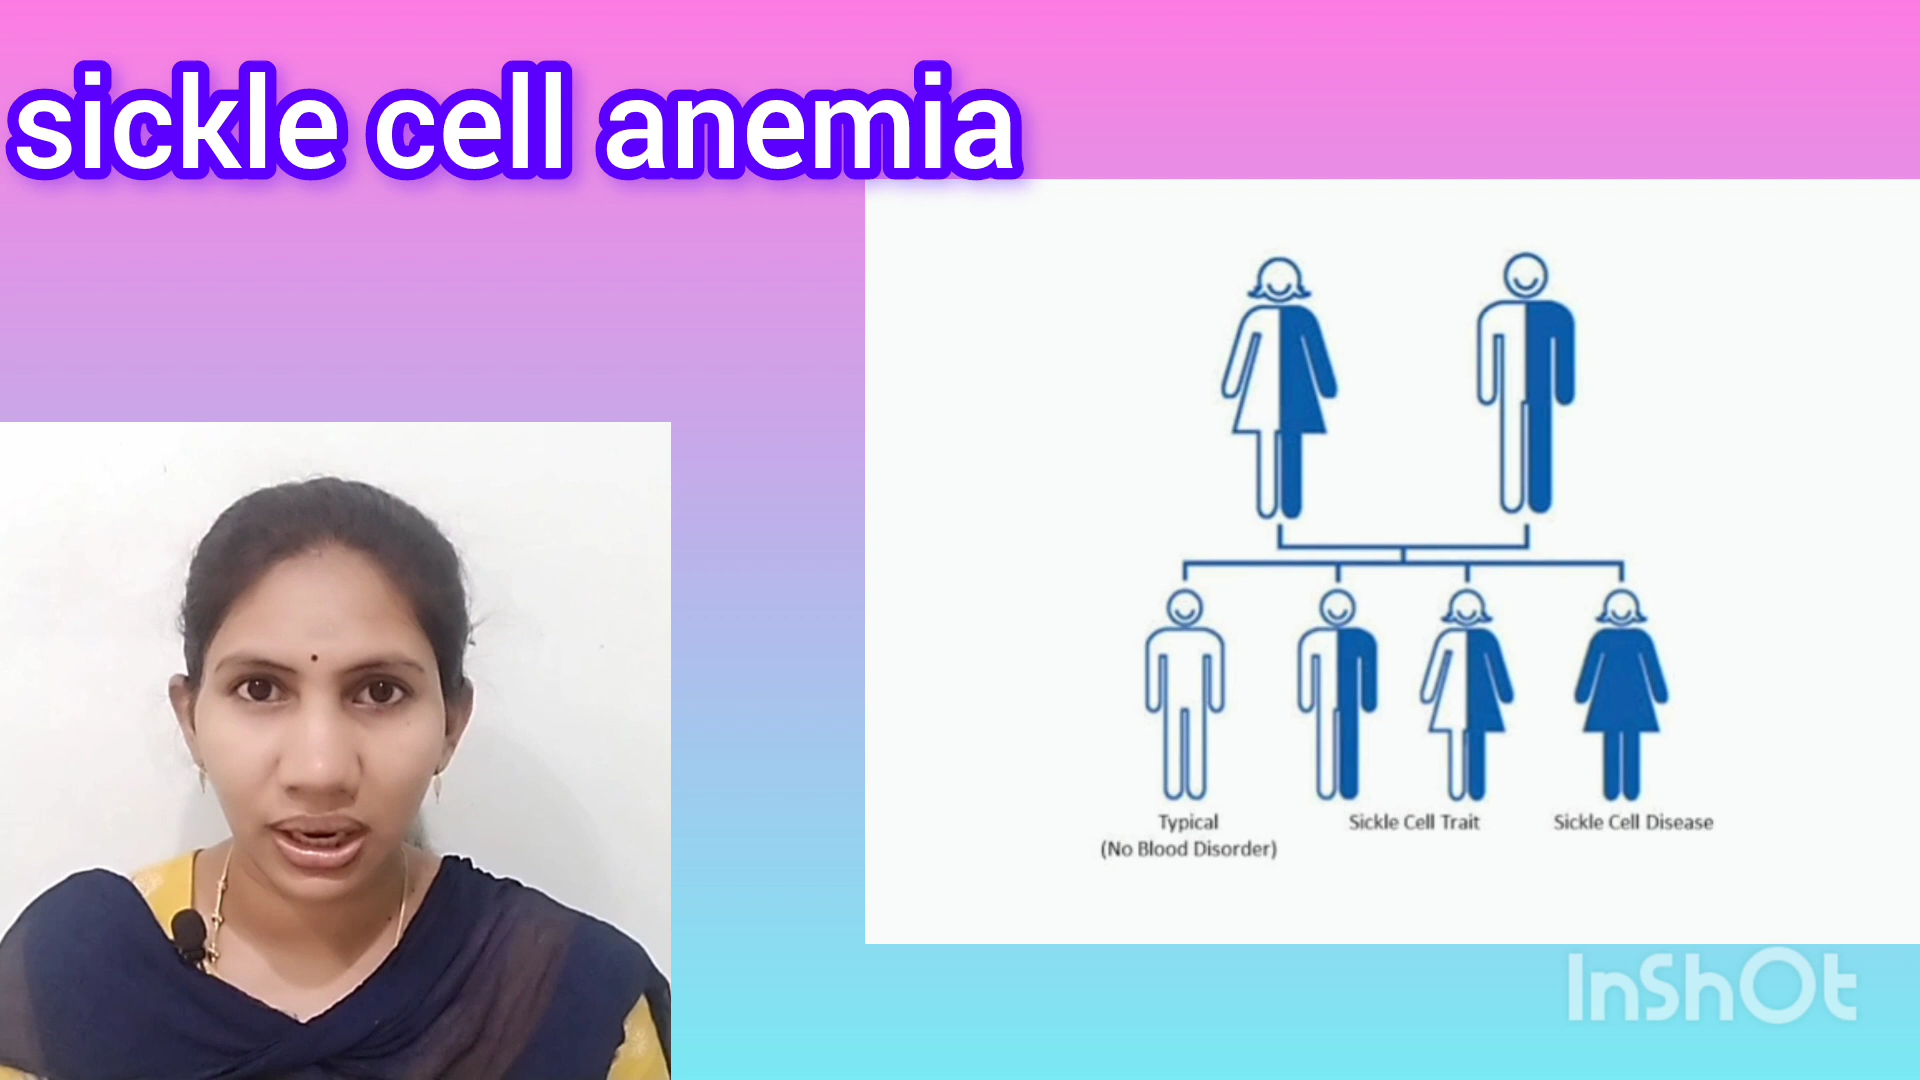 sickle cell anemia
Typical
(No Blood Disorder)
Sickle Cell Trait
Sickle Cell Disease
InShOt